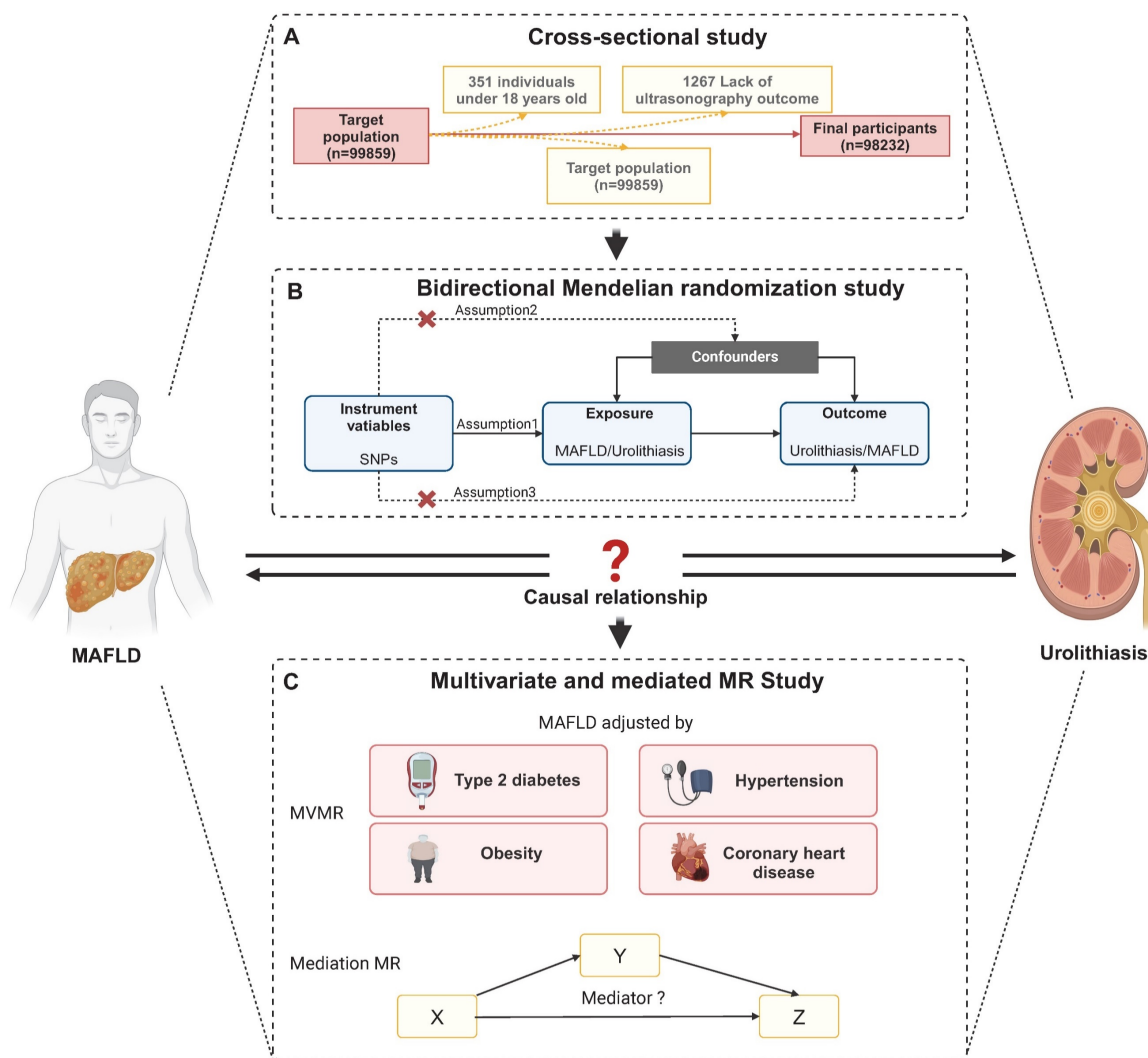 A
Cross-sectional study
351 individuals
under 18 years old
1267 Lack of
ultrasonography outcome
Target
population
(n=99859)
Final participants
(n=98232)
Target population
(n=99859)
B
Bidirectional Mendelian randomization study
Assumption2
Confounders
Instrument
vatiables
SNPs
Assumption1
Exposure
MAFLD/Urolithiasis
Outcome
Urolithiasis/MAFLD
Assumption3
?
Causal relationship
MAFLD
Urolithiasis
C
Multivariate and mediated MR Study
MAFLD adjusted by
MVMR
Type 2 diabetes
Hypertension
Obesity
Coronary heart
disease
Mediation MR
Y
Mediator ?
X
Z